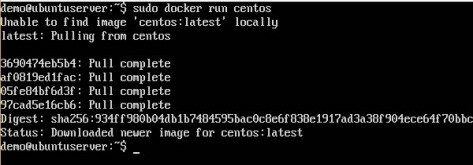 demo@ubuntuserver:~$ sudo docker run centos
Unable to find image 'centos:latest' locally
latest: Pulling from centos
3690474eb5b4: Pull complete
af0819ed1fac: Pull complete
05fe84bf6d3f: Pull complete
97cad5e16cb6: Pull complete
Digest: sha256:934ff980b04db1b7484595bac0c8e6f838e1917ad3a38f904ece64f70bbc
Status: Downloaded newer image for centos:latest
demo@ubuntuserver:~$ _